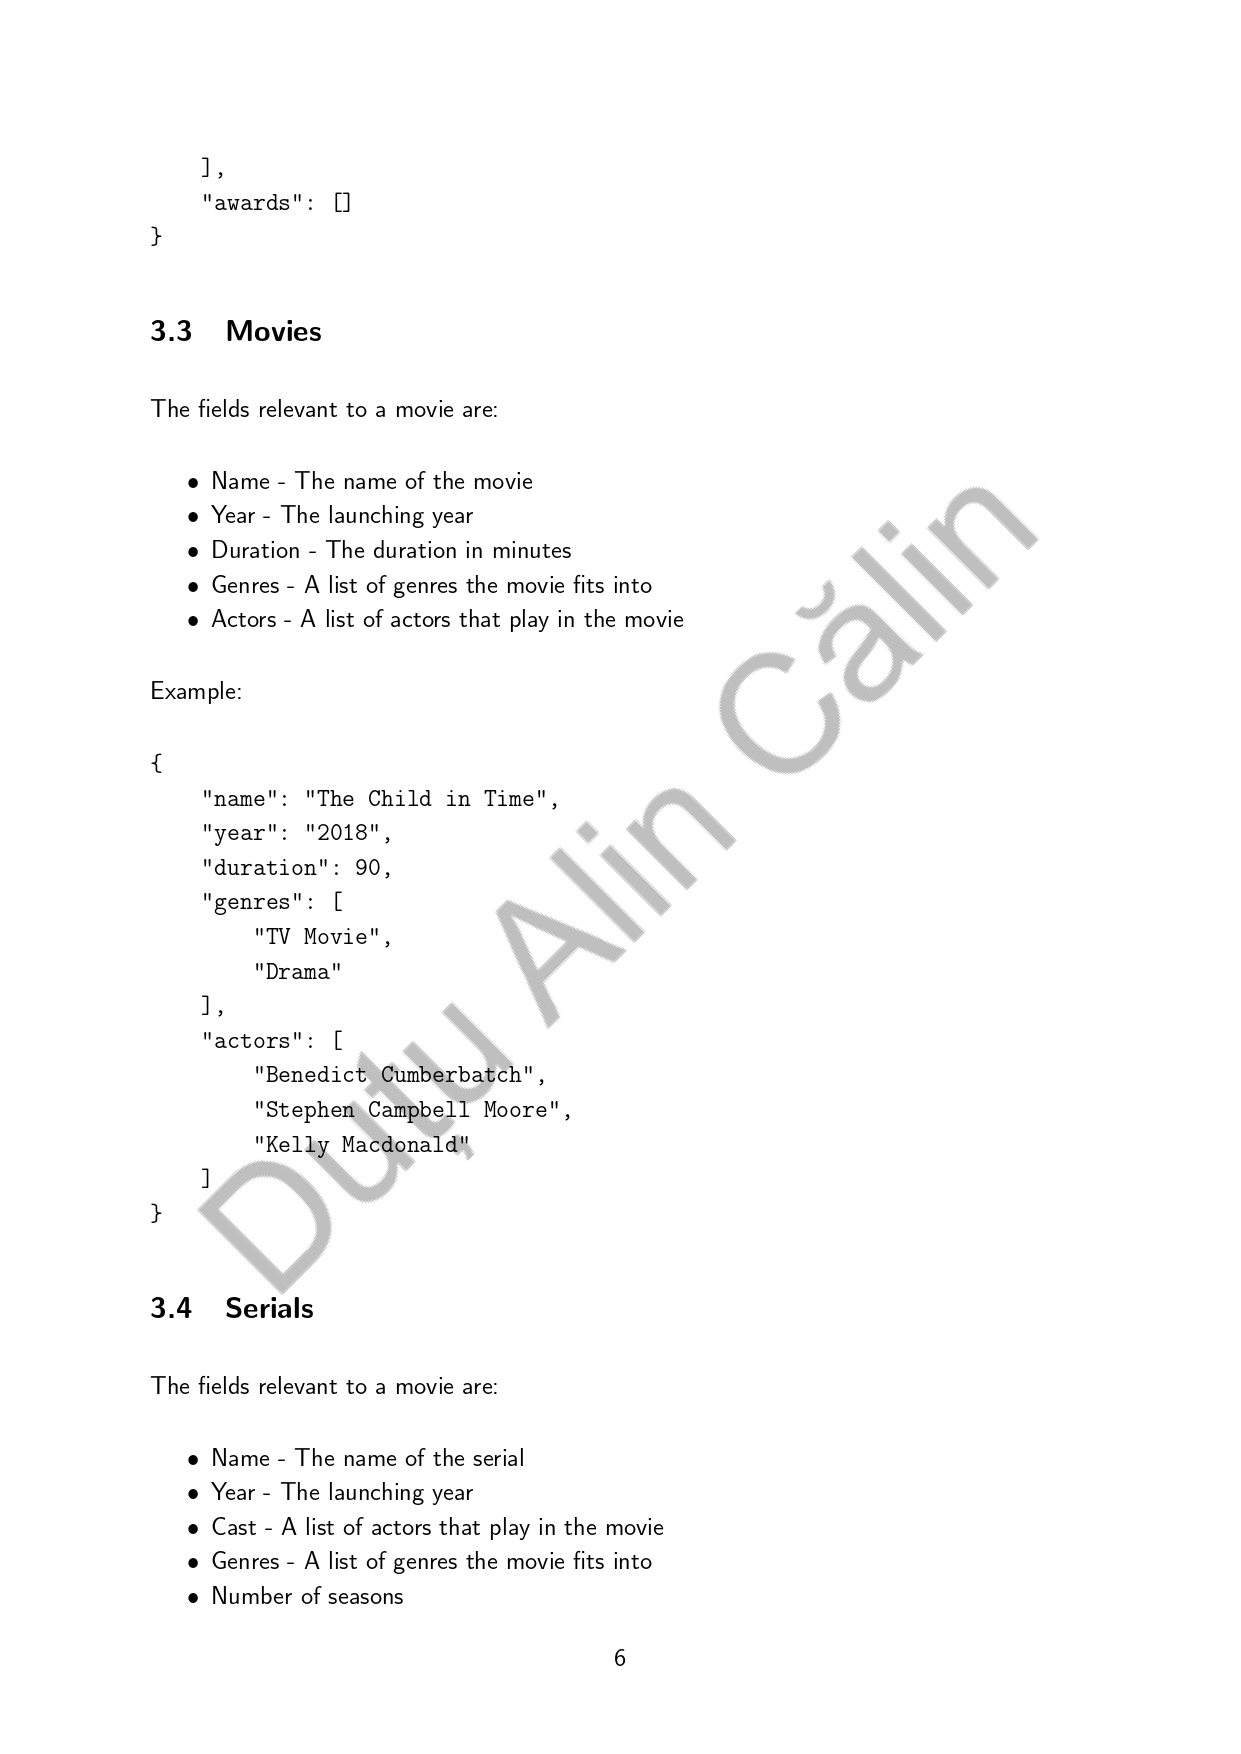 ],
"awards": []
}
3.3 Movies
The fields relevant to a movie are:
• Name - The name of the movie
• Year - The launching year
• Duration - The duration in minutes
• Genres - A list of genres the movie fits into
• Actors - A list of actors that play in the movie
Example:
{
"name": "The Child in Time",
"year": "2018",
"duration": 90,
"genres": [
"TV Movie",
"Drama"
],
"actors": [
"Benedict Cumberbatch",
"Stephen Campbell Moore",
"Kelly Macdonald"
]
}
3.4 Serials
The fields relevant to a movie are:
• Name - The name of the serial
• Year - The launching year
• Cast - A list of actors that play in the movie
• Genres - A list of genres the movie fits into
• Number of seasons
6
Duțu Alin Călin